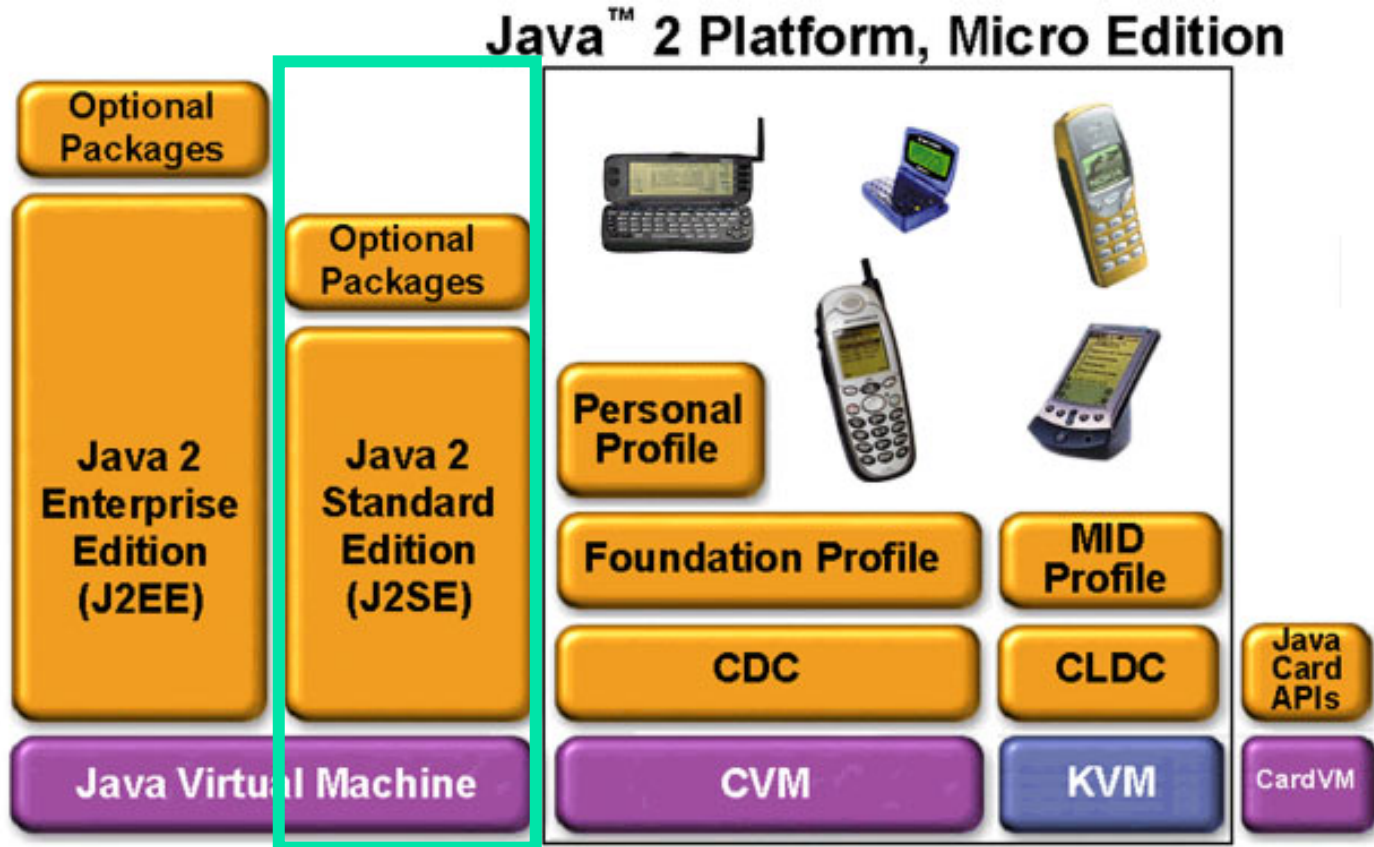 Java™ 2 Platform, Micro Edition
Optional
Packages
Java 2
Enterprise
Edition
(J2EE)
Optional
Packages
Java 2
Standard
Edition
(J2SE)
Java Virtual Machine
Personal
Profile
Foundation Profile
CDC
CVM
MID
Profile
CLDC
KVM
Java
Card
APIs
CardVM